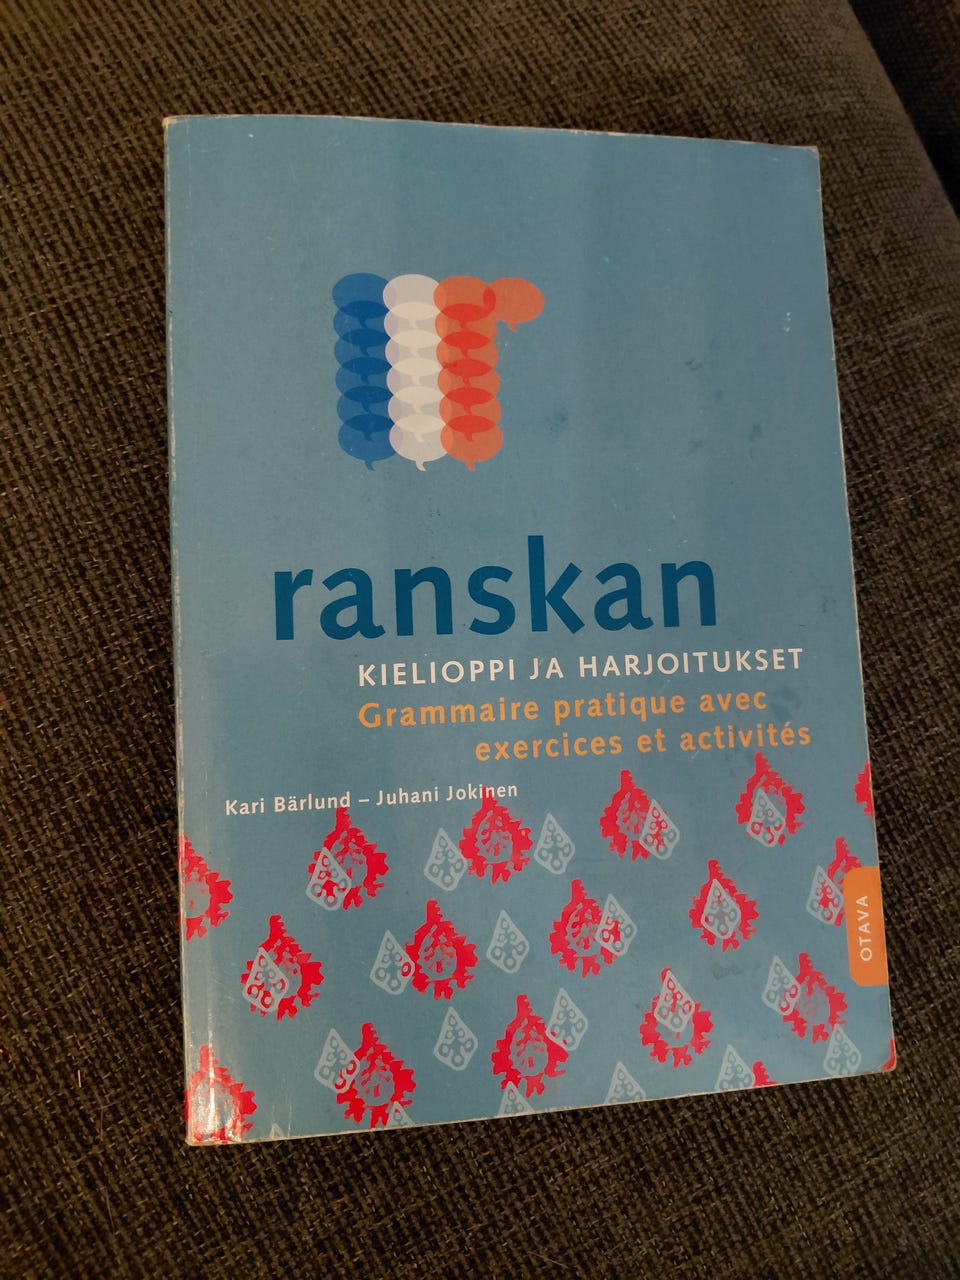 ranskan
KIELIOPPI JA HARJOITUKSET
Grammaire pratique avec
exercices et activités
Kari Bärlund – Juhani Jokinen
OTAVA